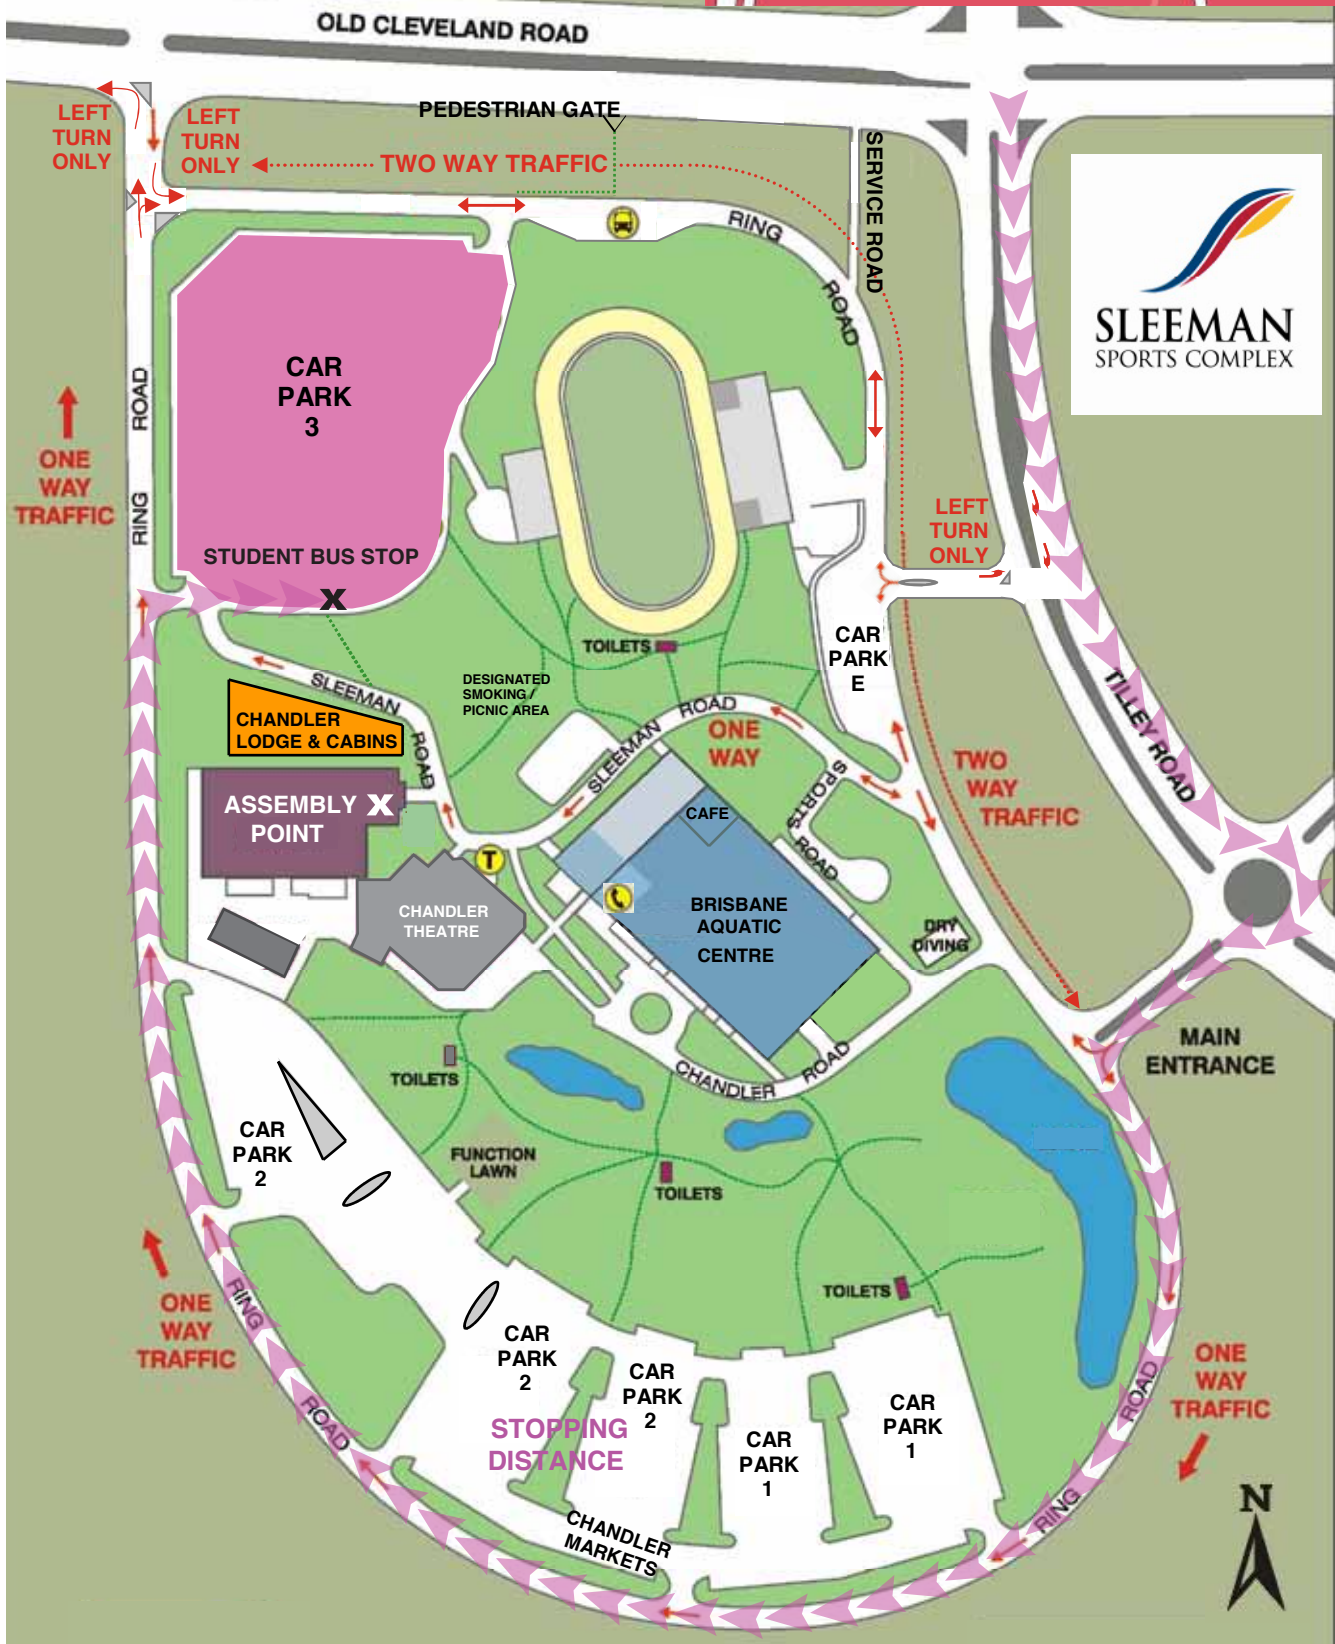 OLD CLEVELAND ROAD
PEDESTRIAN GATE
LEFT
TURN
ONLY
LEFT
TURN
ONLY
TWO WAY TRAFFIC
SERVICE ROAD
RING
ROAD
SLEEMAN
SPORTS COMPLEX
CAR
PARK
3
RING ROAD
ONE
WAY
TRAFFIC
LEFT
TURN
ONLY
STUDENT BUS STOP
X
CAR
PARK
E
TOILETS
DESIGNATED
SMOKING /
PICNIC AREA
SLEEMAN
ROAD
CHANDLER
LODGE & CABINS
SLEEMAN
ROAD
ONE
WAY
TILLEY ROAD
TWO
WAY
TRAFFIC
SPORTS
ROAD
ASSEMBLY X
POINT
CAFE
T
CHANDLER
THEATRE
BRISBANE
AQUATIC
CENTRE
DRY
DIVING
MAIN
ENTRANCE
TOILETS
CHANDLER
ROAD
CAR
PARK
2
FUNCTION
LAWN
TOILETS
TOILETS
ONE
WAY
TRAFFIC
RING
ROAD
CAR
PARK
2
CAR
PARK
2
STOPPING
DISTANCE
CAR
PARK
1
CAR
PARK
1
ONE
WAY
TRAFFIC
ROAD
RING
CHANDLER
MARKETS
N